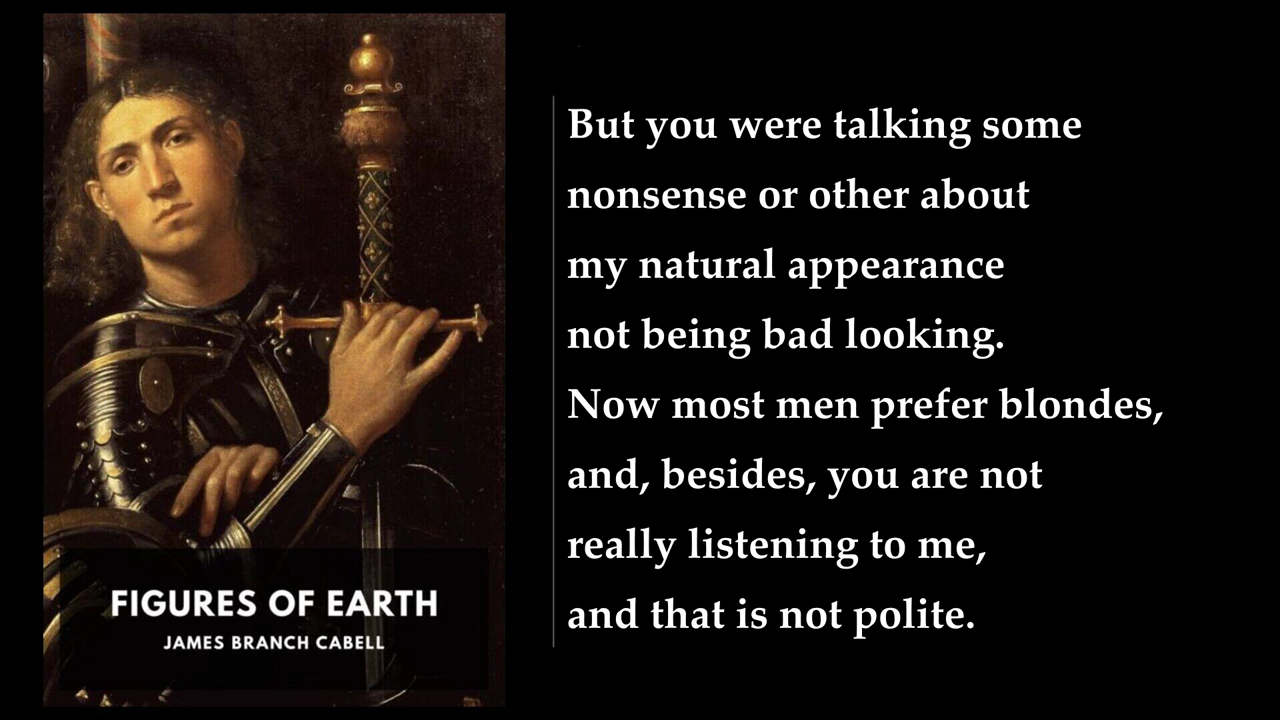 FIGURES OF EARTH
JAMES BRANCH CABELL
But you were talking some
nonsense or other about
my natural appearance
not being bad looking.
Now most men prefer blondes,
and, besides, you are not
really listening to me,
and that is not polite.